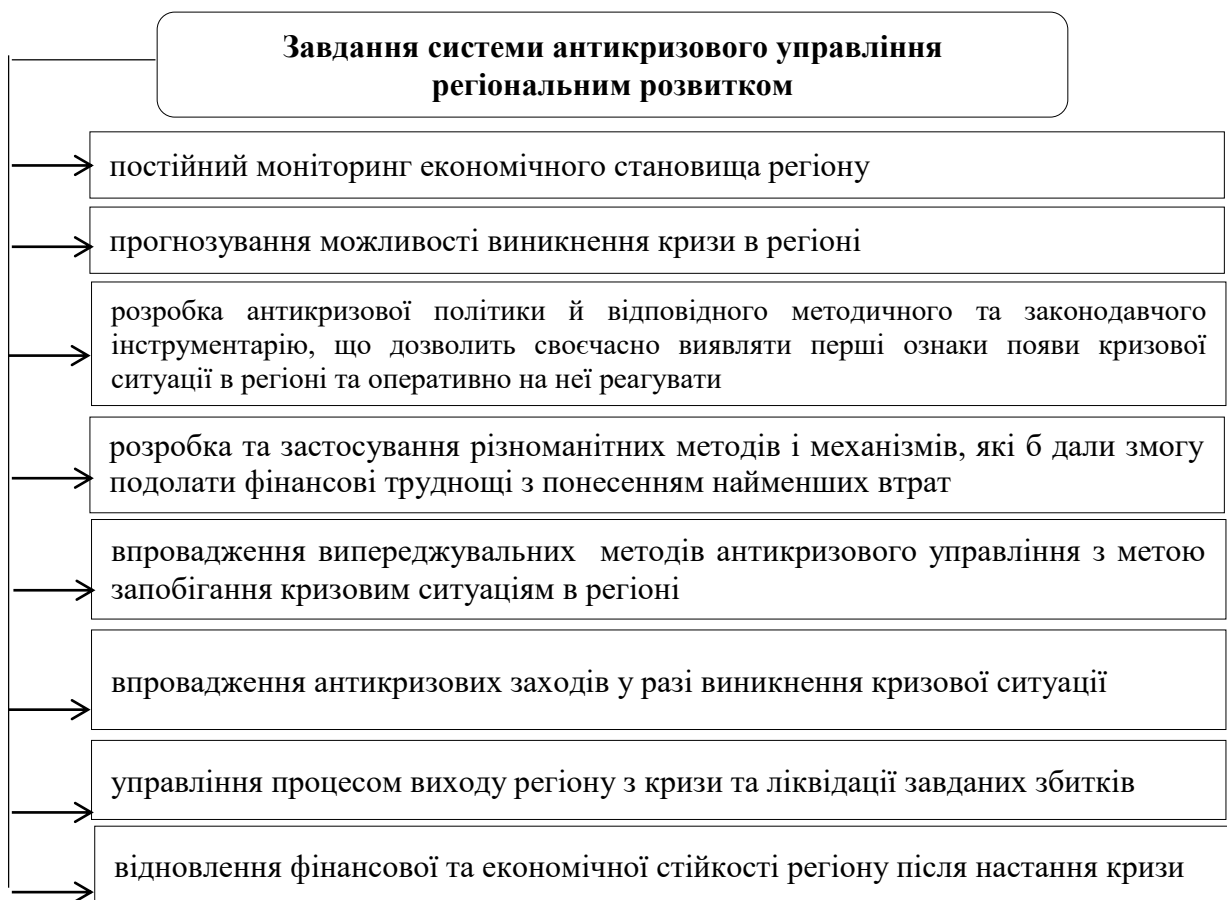 Завдання системи антикризового управління
регіональним розвитком
постійний моніторинг економічного становища регіону
прогнозування можливості виникнення кризи в регіоні
розробка антикризової політики й відповідного методичного та законодавчого
інструментарію, що дозволить своєчасно виявляти перші ознаки появи кризової
ситуації в регіоні та оперативно на неї реагувати
розробка та застосування різноманітних методів і механізмів, які б дали змогу
подолати фінансові труднощі з понесенням найменших втрат
впровадження випереджувальних методів антикризового управління з метою
запобігання кризовим ситуаціям в регіоні
впровадження антикризових заходів у разі виникнення кризової ситуації
управління процесом виходу регіону з кризи та ліквідації завданих збитків
відновлення фінансової та економічної стійкості регіону після настання кризи